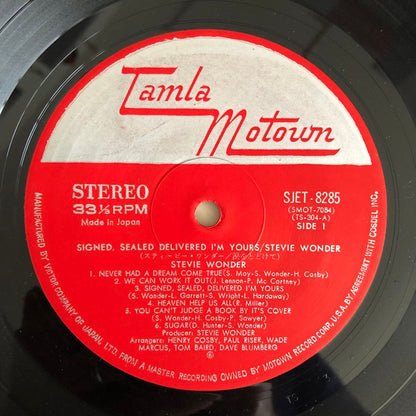 Tamla
Motown
STEREO
33⅓RPM
Made in Japan
SJET-8285
(SMOT-7084)
(TS-304-A)
SIDE 1
SIGNED, SEALED DELIVERED I'M YOURS/STEVIE WONDER
(スティービー・ワンダー/涙をとどけて)
STEVIE WONDER
1. NEVER HAD A DREAM COME TRUE(S. Moy-S. Wonder-H. Cosby)
2. WE CAN WORK IT OUT(J. Lennon-P. Mc Cartney)
3. SIGNED, SEALED, DELIVERED I'M YOURS
(S. Wonder-L. Garrett-S. Wright-L. Hardaway)
4. HEAVEN HELP US ALL(R. Miller)
5. YOU CAN'T JUDGE A BOOK BY IT'S COVER
(S. Wonder-H. Cosby-P. Sawyer)
6. SUGAR(D. Hunter-S. Wonder)
Produced: STEVIE WONDER
Arrangers: HENRY COSBY, PAUL RISER, WADE
MARCUS, TOM BAIRD, DAVE BLUMBERG
MANUFACTURED BY VICTOR COMPANY OF JAPAN, LTD. FROM A MASTER RECORDING OWNED BY MOTOWN RECORD CORP., U.S.A. BY AGREEMENT WITH COSDEL INC.